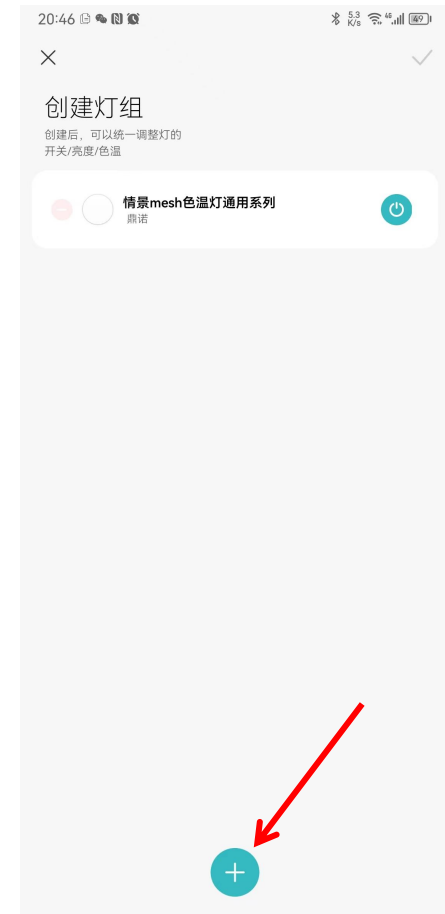 20:46
5.3 K/s 46 49
创建灯组
创建后，可以统一调整灯的
开关/亮度/色温
情景mesh色温灯通用系列
鼎诺